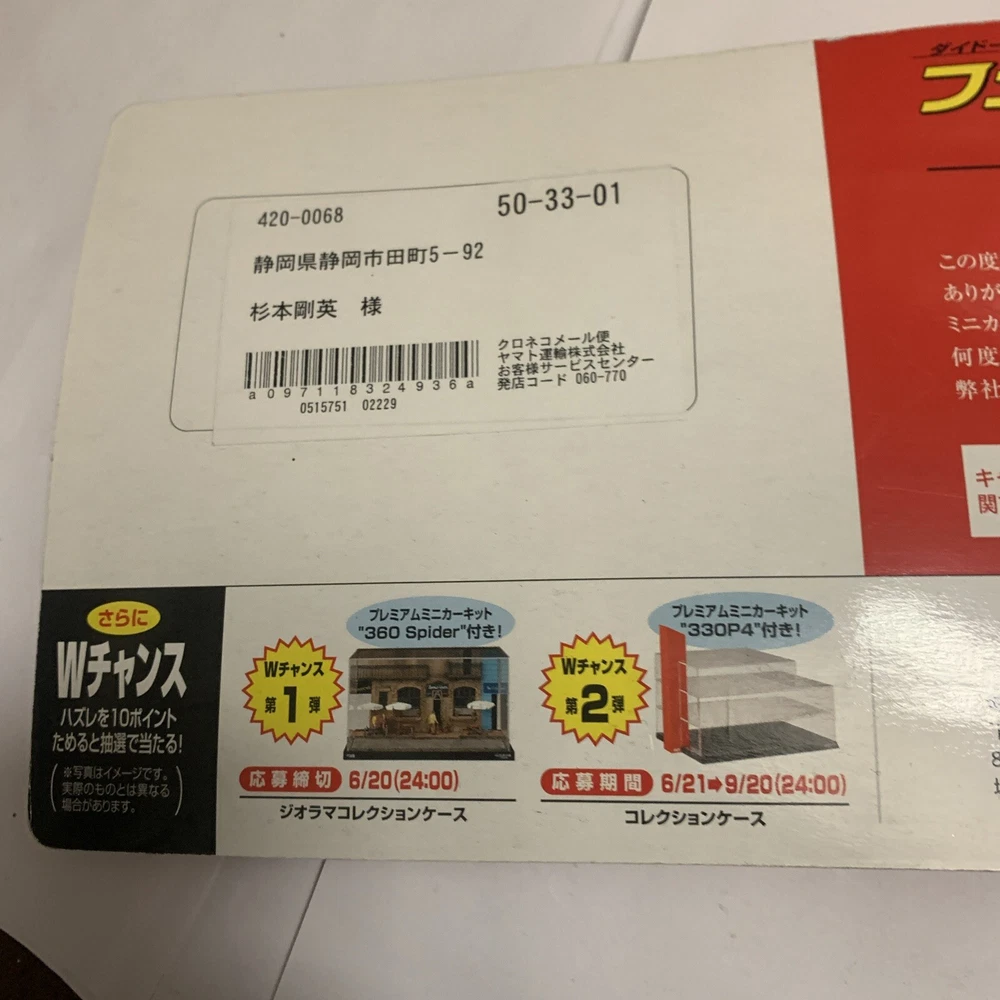 420-0068
50-33-01
静岡県静岡市田町5-92
杉本剛英 様
a09711832493​6a
0515751 02229
クロネコメール便
ヤマト運輸株式会社
お客様サービスセンター
発店コード 060-770
ダイドー
フ
この度
ありが
ミニカ
何度
弊社
キ
関
さらに
Wチャンス
ハズレを10ポイント
ためると抽選で当たる!
※写真はイメージです。
実際のものとは異なる
場合があります。
プレミアムミニカーキット
"360 Spider"付き!
Wチャンス
第1弾
応募締切 6/20(24:00)
ジオラマコレクションケース
プレミアムミニカーキット
"330P4"付き!
Wチャンス
第2弾
応募期間 6/21➡9/20(24:00)
コレクションケース